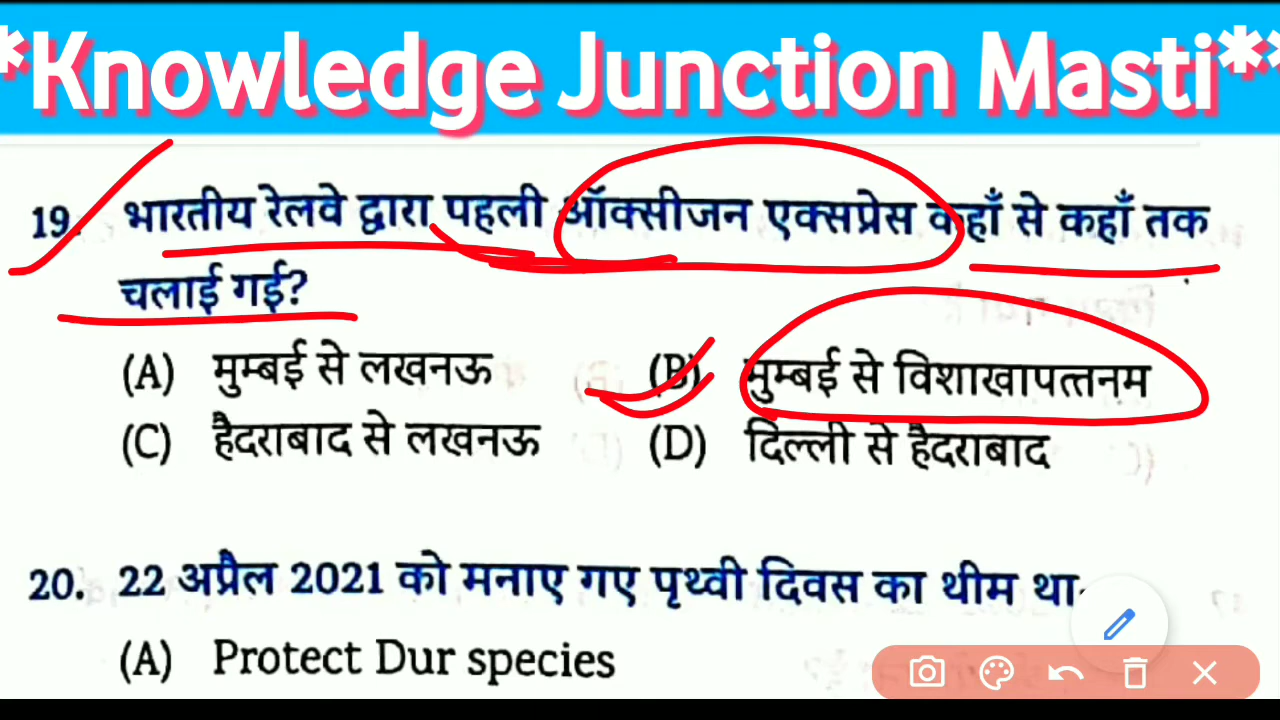 *Knowledge Junction Masti**
19. भारतीय रेलवे द्वारा पहली ऑक्सीजन एक्सप्रेस कहाँ से कहाँ तक
चलाई गई?
(A) मुम्बई से लखनऊ (B) मुम्बई से विशाखापत्तनम
(C) हैदराबाद से लखनऊ (D) दिल्ली से हैदराबाद
20. 22 अप्रैल 2021 को मनाए गए पृथ्वी दिवस का थीम था-
(A) Protect Dur species